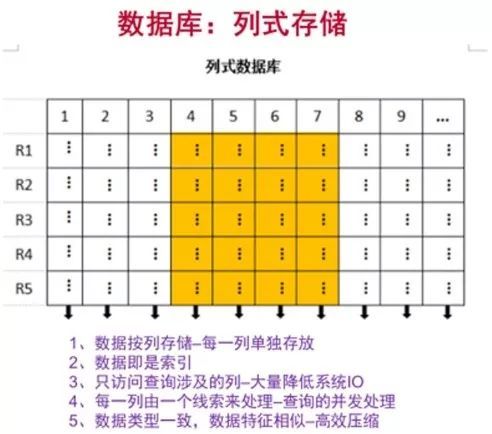 数据库：列式存储
列式数据库
1 2 3 4 5 6 7 8 9 ...
R1
R2
R3
R4
R5
1、数据按列存储–每一列单独存放
2、数据即是索引
3、只访问查询涉及的列–大量降低系统IO
4、每一列由一个线索来处理–查询的并发处理
5、数据类型一致，数据特征相似–高效压缩